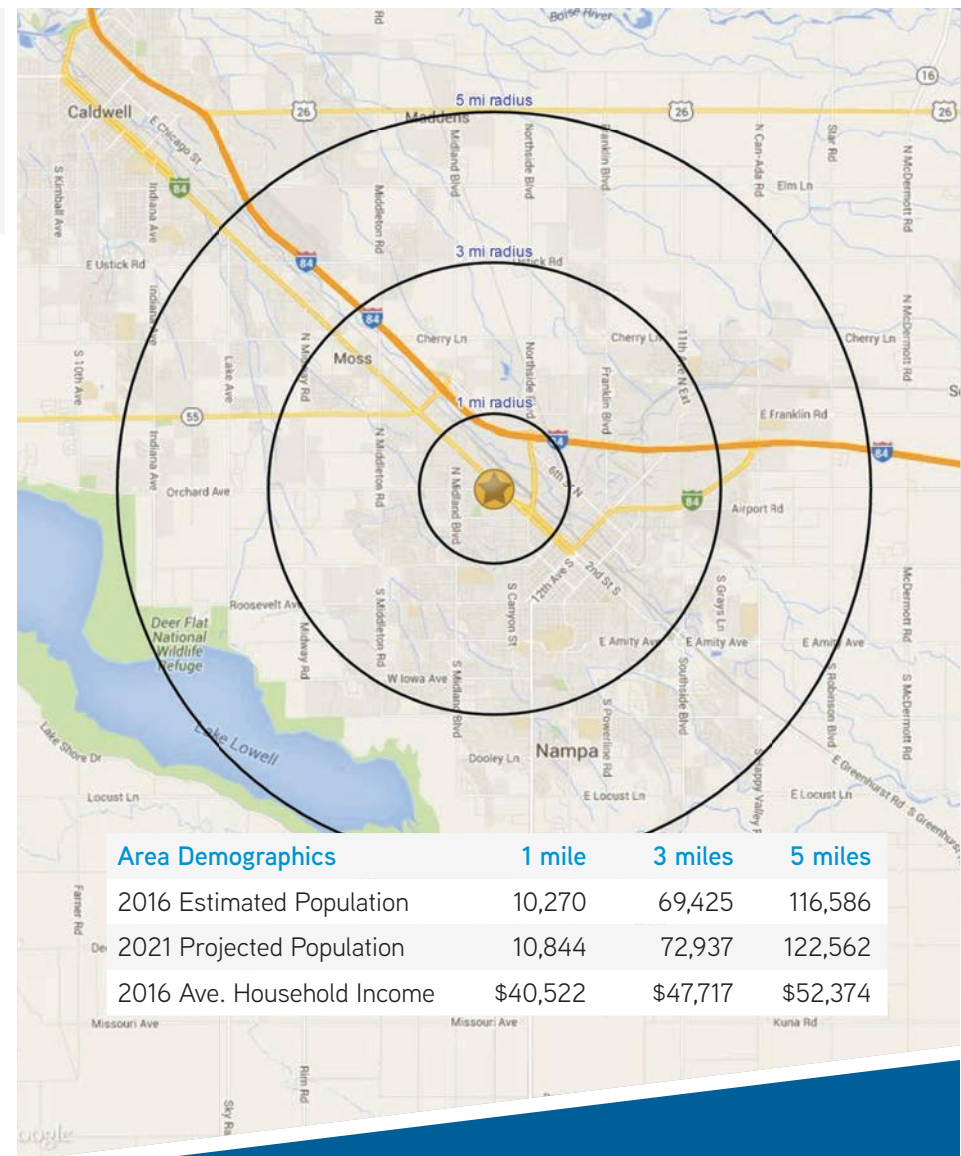 Rd
Boise River
16
5 mi radius
Caldwell
26
Maddens
26
26
E Chicago St
Midland Blvd
Northside Blvd
Franklin Blvd
N Can-Ada Rd
Star Rd
N McDermott Rd
S Kimball Ave
84
Indiana Ave
Middleton Rd
Elm Ln
3 mi radius
E Ustick Rd
84
Ustick Rd
Indiana Ave
84
N McDermott Rd
Cherry Ln
Cherry Ln
Cherry Ln
S 10th Ave
Lake Ave
N Midway Rd
Moss
Northside Blvd
Franklin Blvd
11th Ave N Ext
1 mi radius
55
E Franklin Rd
Indiana Ave
N Middleton Rd
84
84
N Midland Blvd
6th St N
Orchard Ave
84
Airport Rd
12th Ave S
2nd St S
Roosevelt Ave
S Middleton Rd
S Canyon St
S Grays Ln
McDermott Rd
Deer Flat
National
Wildlife
Refuge
Midway Rd
E Amity Ave
E Amity Ave
E Amity Ave
W Iowa Ave
S Midland Blvd
Southside Blvd
S Robinson Blvd
S McDermott Rd
Lake Lowell
Lake Shore Dr
Dooley Ln
Nampa
S Powerline Rd
S Happy Valley
E Greenhurst Rd
S Greenhurst
Locust Ln
E Locust Ln
E Locust Ln
Area Demographics 1 mile 3 miles 5 miles
2016 Estimated Population 10,270 69,425 116,586
2021 Projected Population 10,844 72,937 122,562
2016 Ave. Household Income $40,522 $47,717 $52,374
Farner Rd
Missouri Ave
Missouri Ave
Kuna Rd
Rim Rd
Sky Ra
oogle